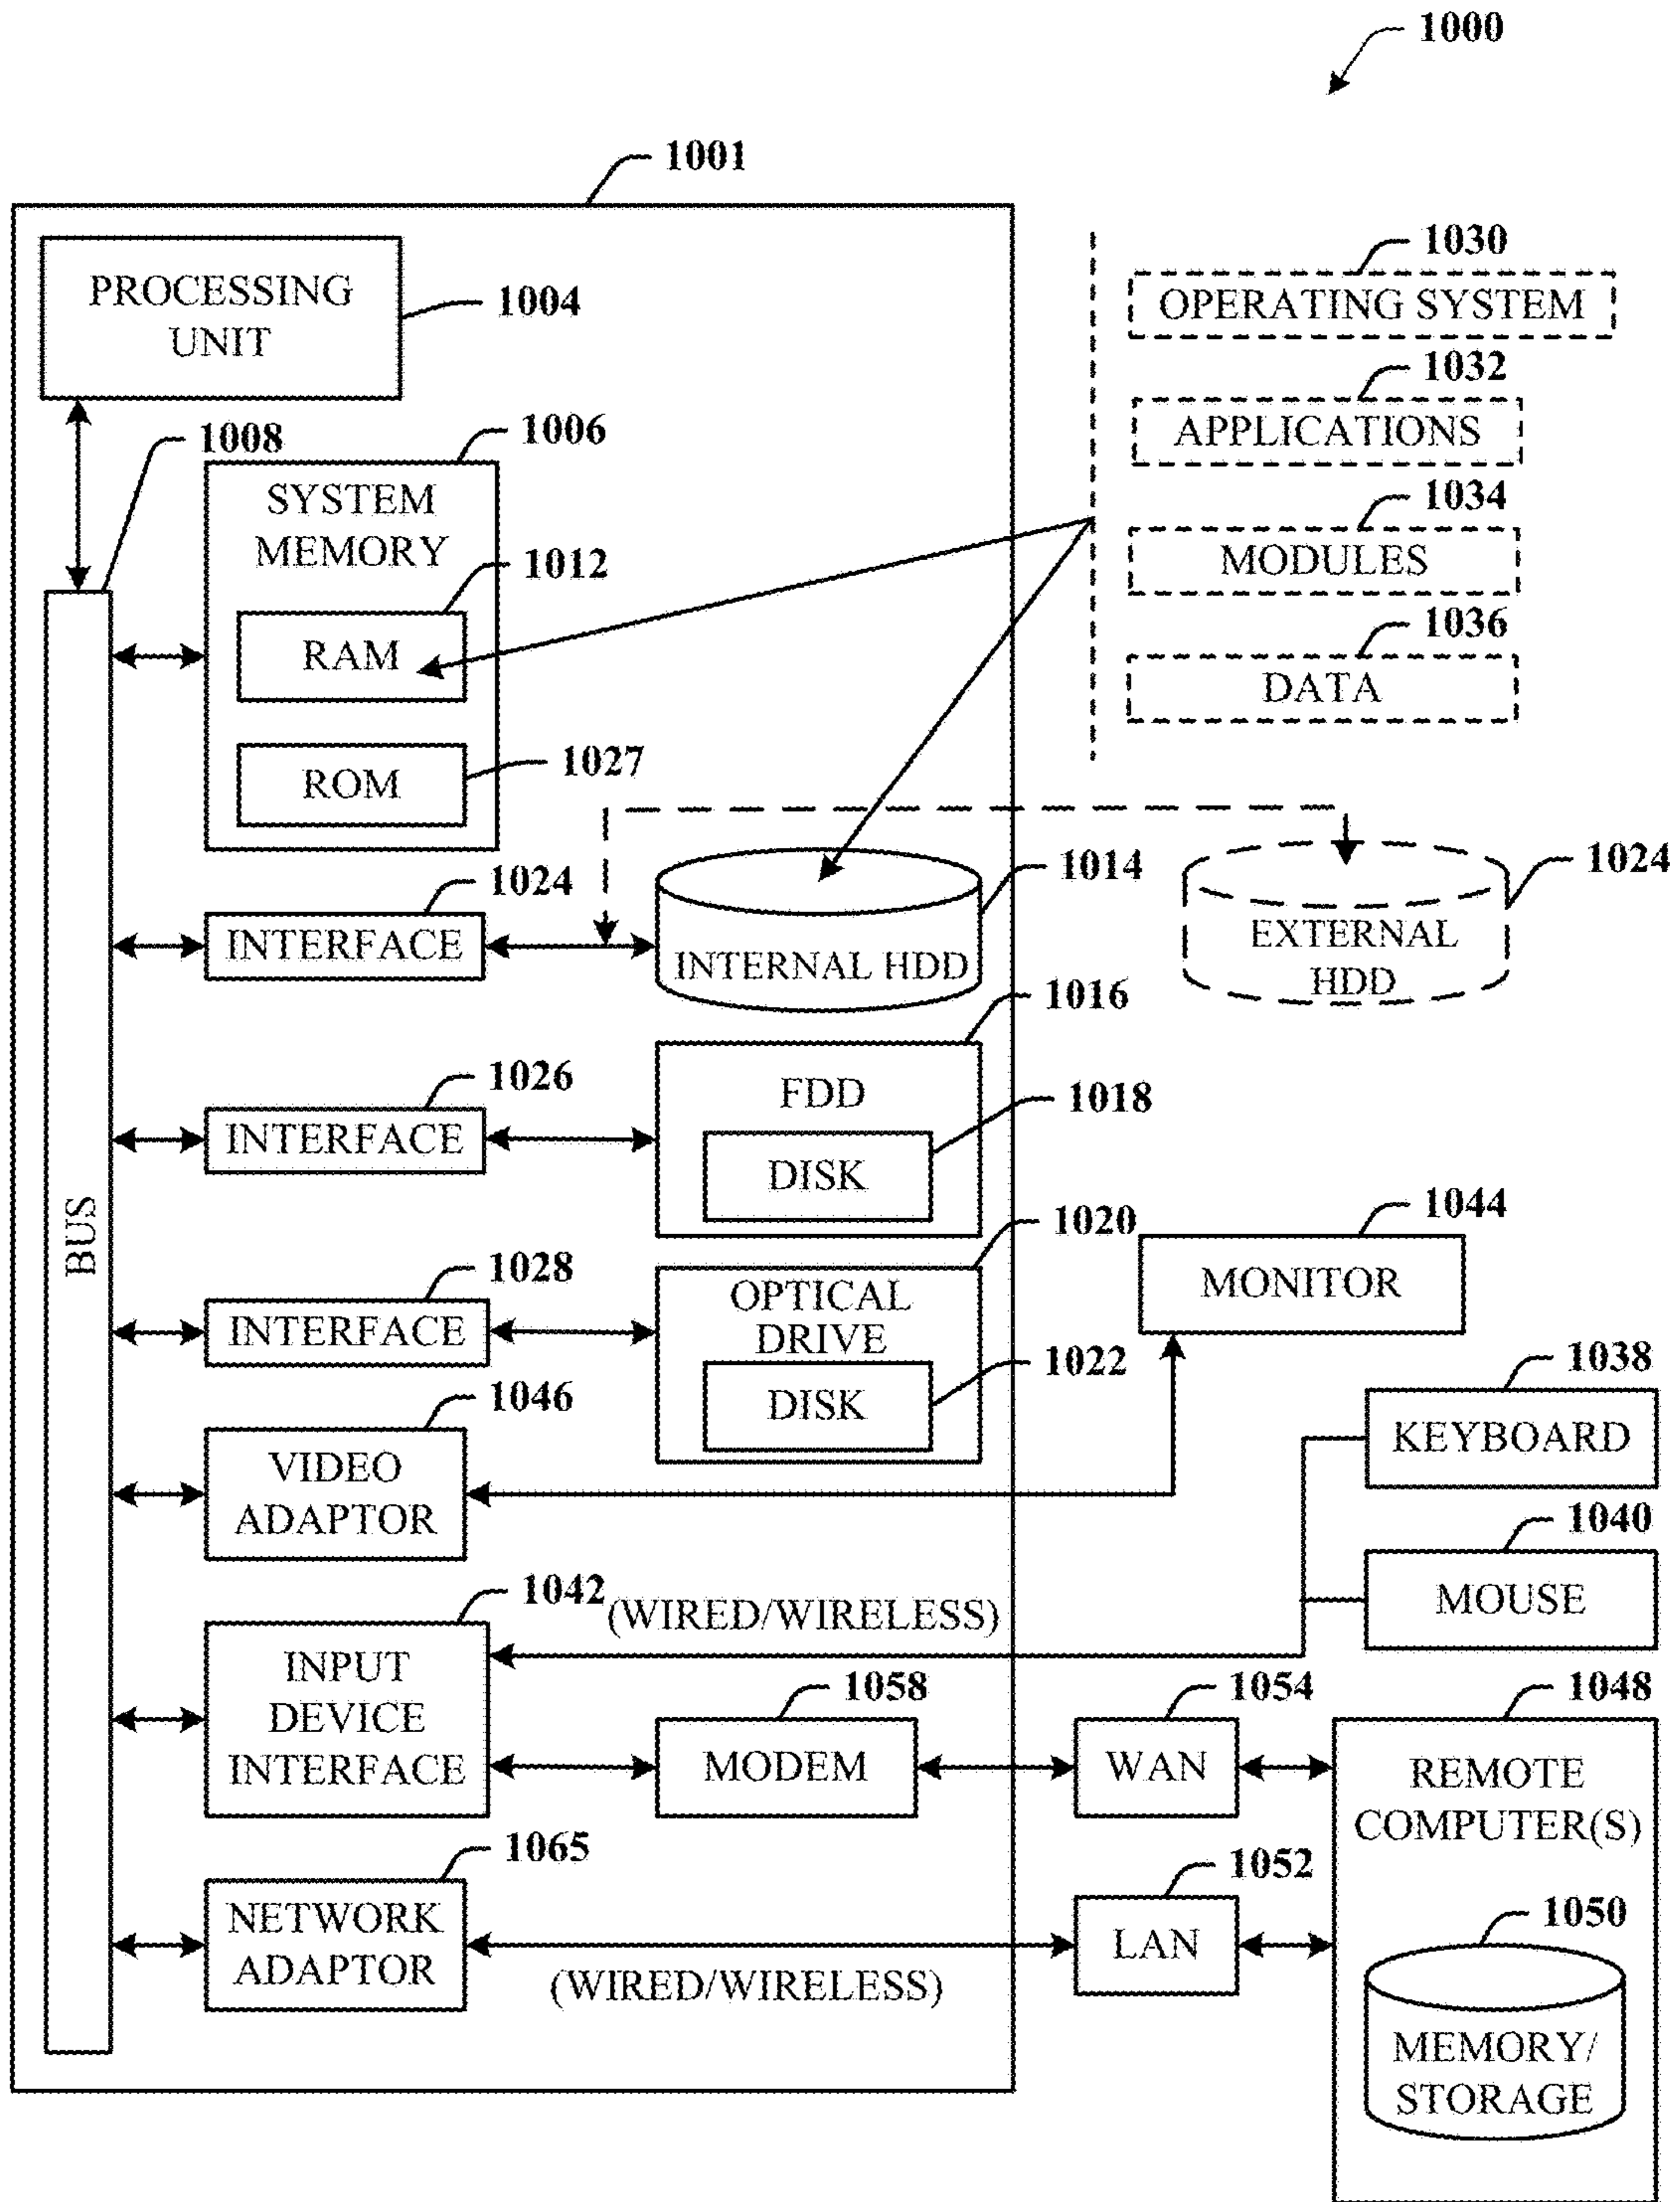 1000
1001
PROCESSING
UNIT
1004
1030
OPERATING SYSTEM
1032
APPLICATIONS
1034
MODULES
1036
DATA
1008
1006
SYSTEM
MEMORY
1012
RAM
ROM
1027
1024
INTERFACE
1014
INTERNAL HDD
1024
EXTERNAL
HDD
1026
INTERFACE
1016
FDD
1018
DISK
BUS
1028
INTERFACE
1020
OPTICAL
DRIVE
1022
DISK
1044
MONITOR
1046
VIDEO
ADAPTOR
1038
KEYBOARD
1040
MOUSE
1042
(WIRED/WIRELESS)
INPUT
DEVICE
INTERFACE
1058
MODEM
1054
WAN
1048
REMOTE
COMPUTER(S)
1065
NETWORK
ADAPTOR
(WIRED/WIRELESS)
1052
LAN
1050
MEMORY/
STORAGE